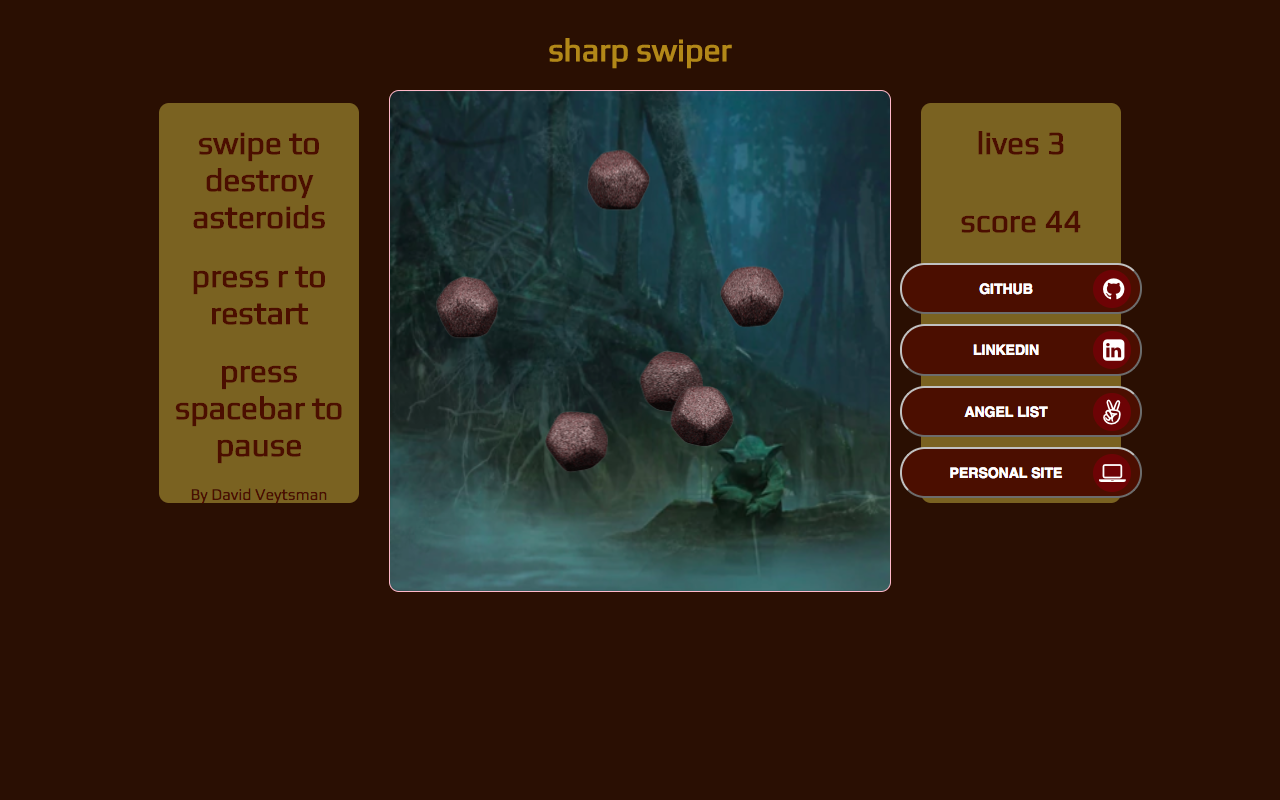 sharp swiper
swipe to
destroy
asteroids
press r to
restart
press
spacebar to
pause
By David Veytsman
lives 3
score 44
GITHUB
in
LINKEDIN
ANGEL LIST
PERSONAL SITE